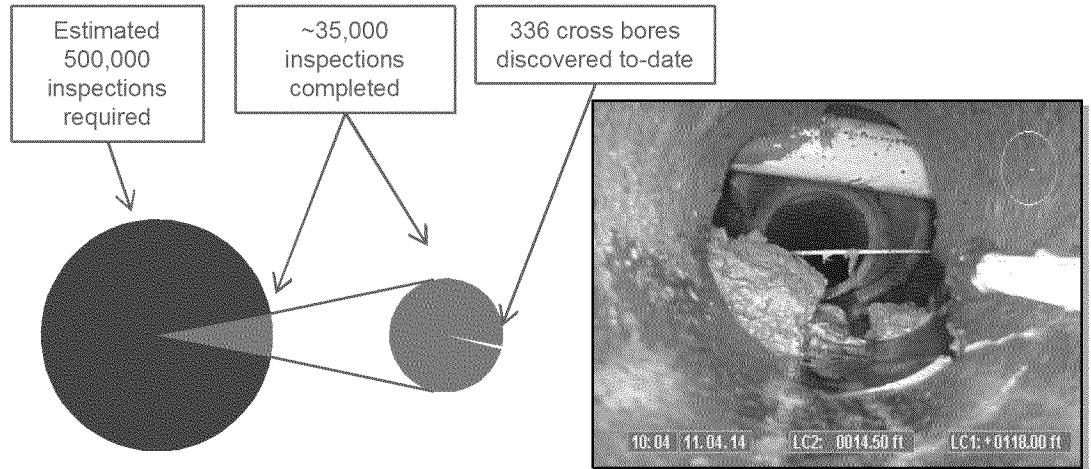 Estimated
500,000
inspections
required
~35,000
inspections
completed
336 cross bores
discovered to-date
10:04 11.04.14 LC2: 0014.50 ft LC1:+0118.00 ft